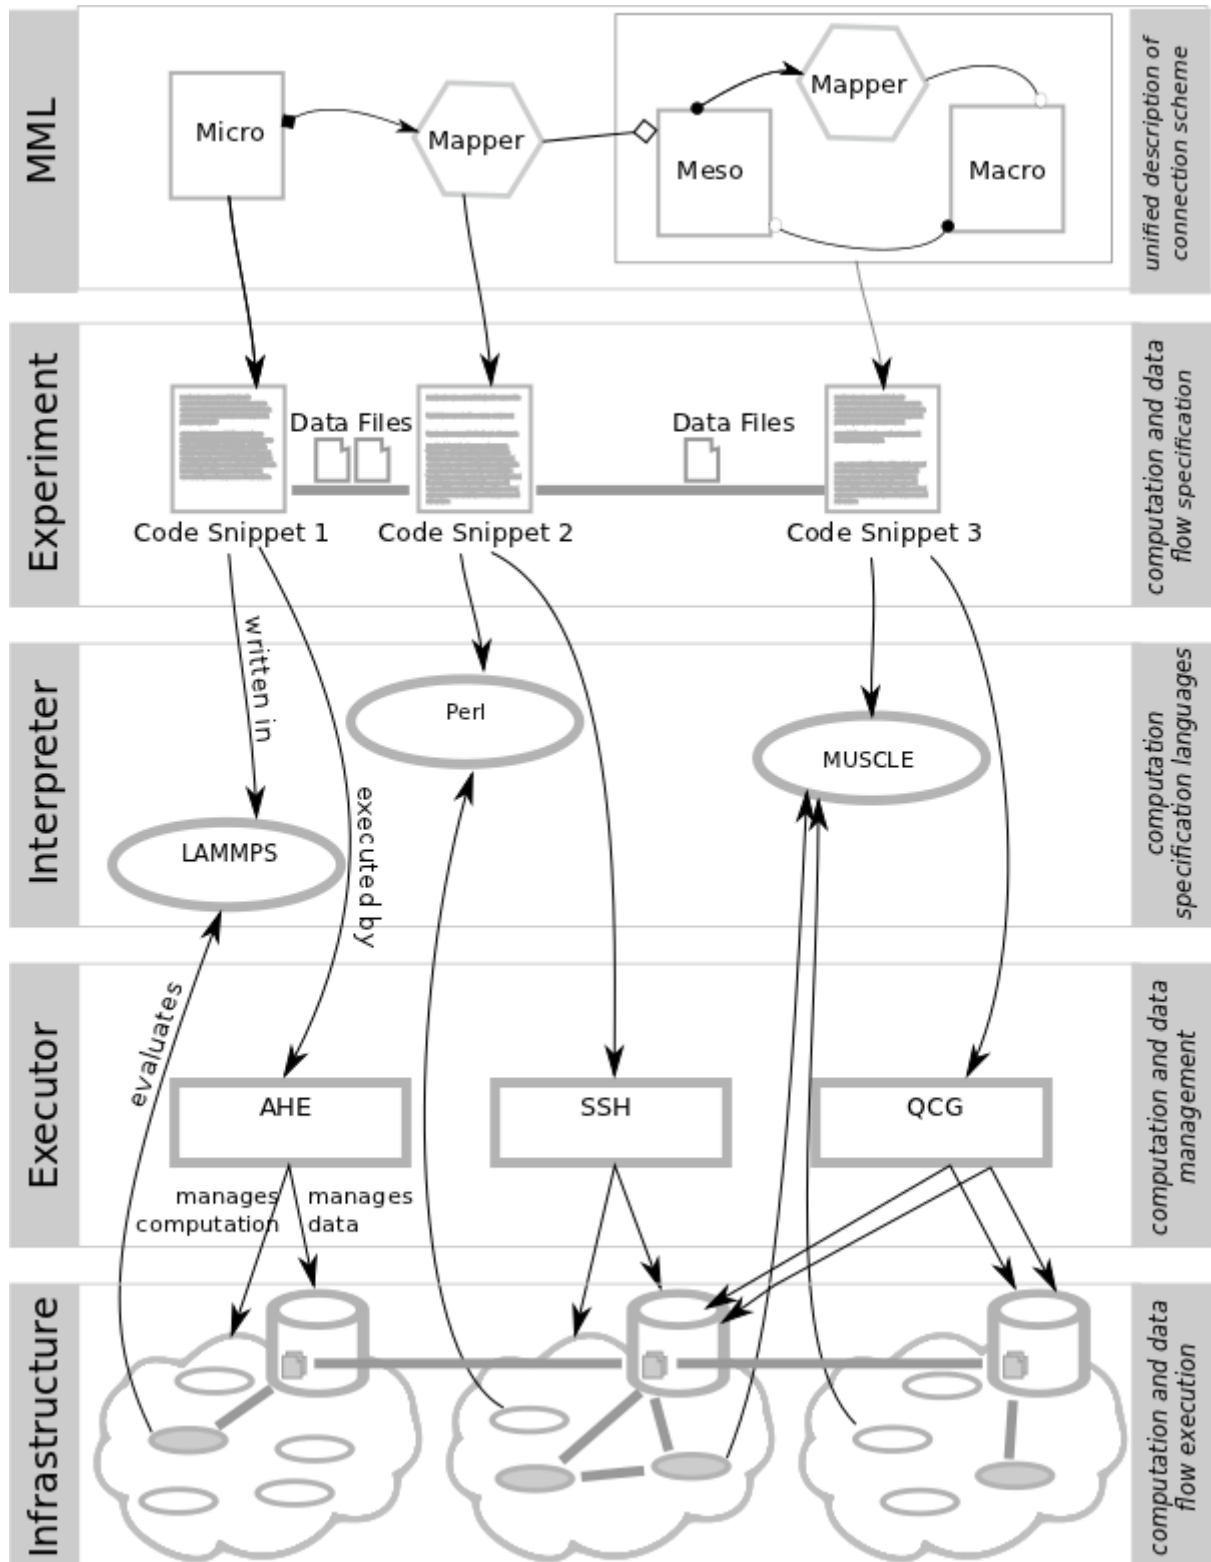 MML
Micro
Mapper
Mapper
Meso
Macro
unified description of
connection scheme
Experiment
Data Files
Data Files
Code Snippet 1
Code Snippet 2
Code Snippet 3
computation and data
flow specification
Interpreter
written in
executed by
Perl
MUSCLE
LAMMPS
computation
specification languages
Executor
evaluates
AHE
SSH
QCG
manages
computation
manages
data
computation and data
management
Infrastructure
computation and data
flow execution